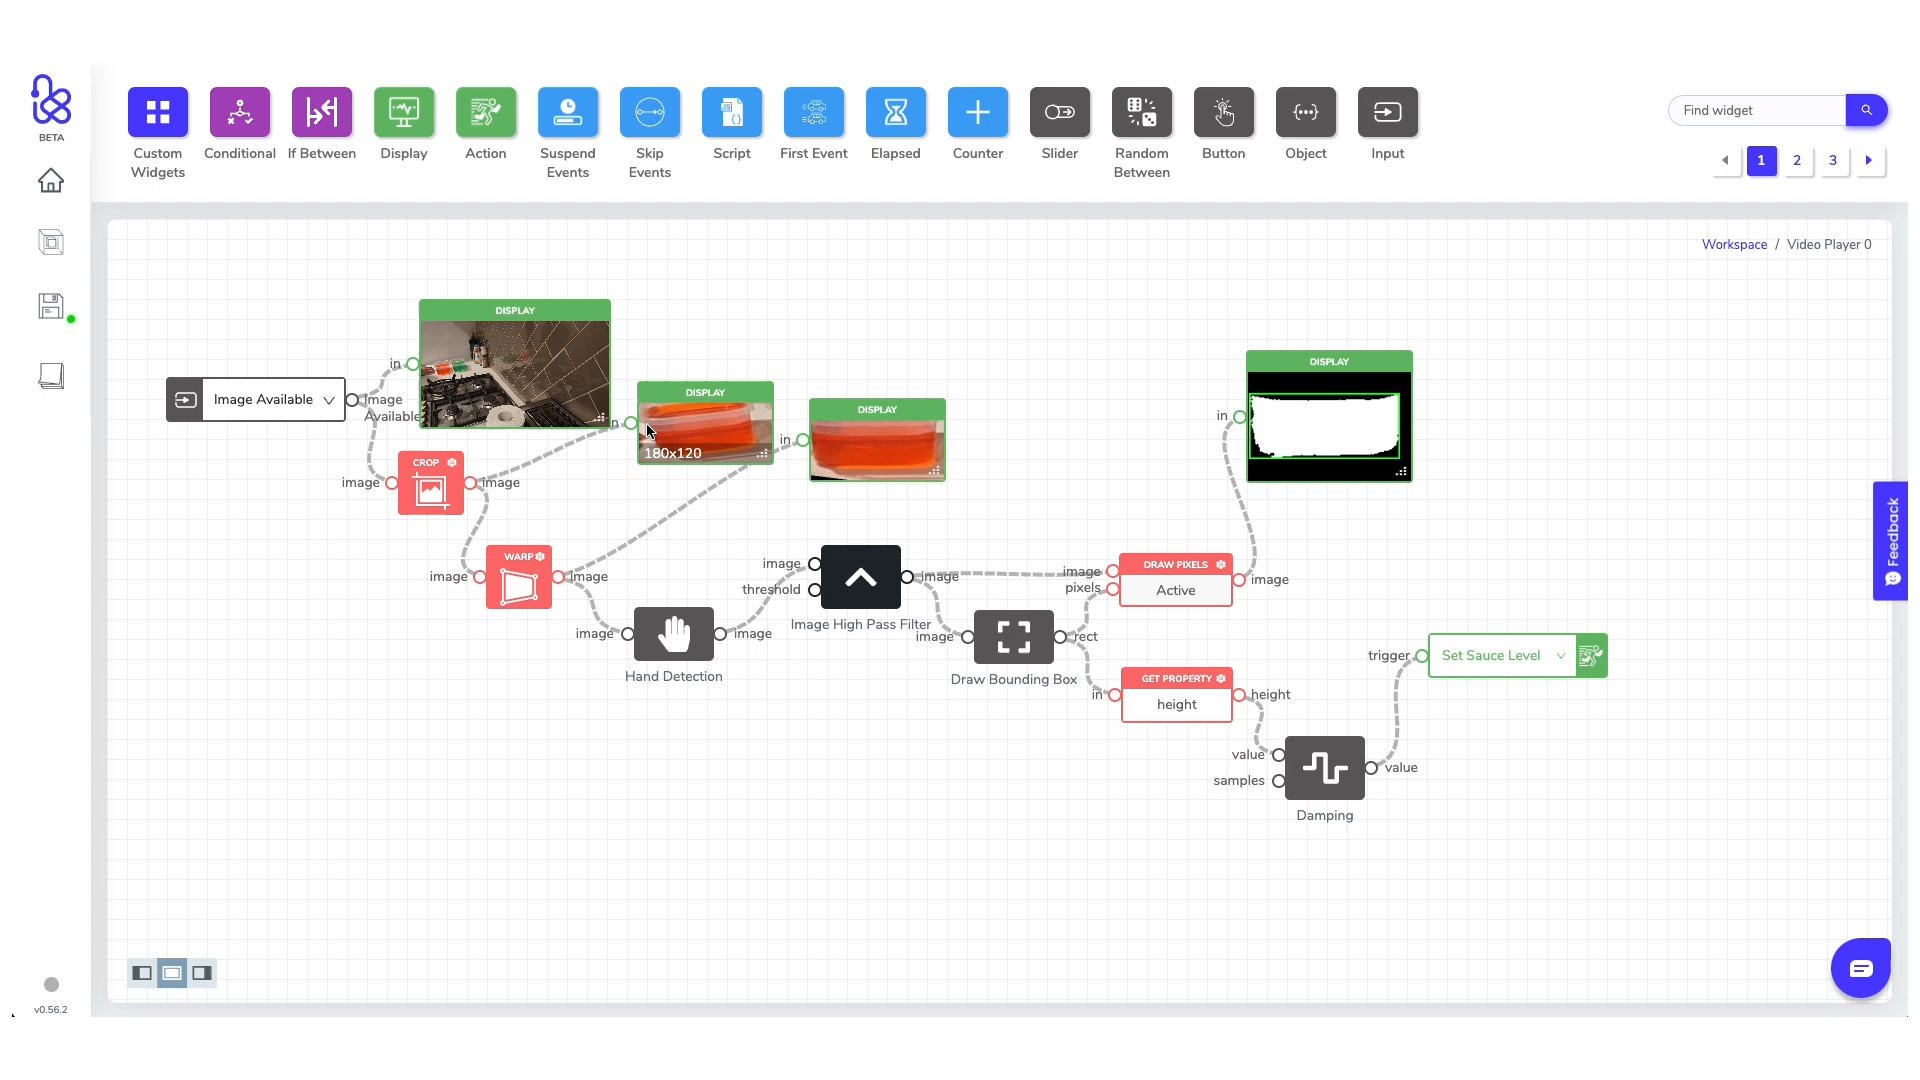 BETA
Custom
Widgets
Conditional
If Between
Display
Action
Suspend
Events
Skip
Events
Script
First Event
Elapsed
Counter
Slider
Random
Between
Button
Object
Input
Find widget
1
2
3
Workspace / Video Player 0
DISPLAY
in
Image Available
Image
Available
DISPLAY
in
180x120
DISPLAY
in
DISPLAY
in
CROP
image
image
WARP
image
image
image
image
Hand Detection
image
threshold
image
Image High Pass Filter
image
rect
Draw Bounding Box
image
pixels
DRAW PIXELS
Active
image
in
GET PROPERTY
height
height
value
samples
value
Damping
trigger
Set Sauce Level
Feedback
v0.56.2